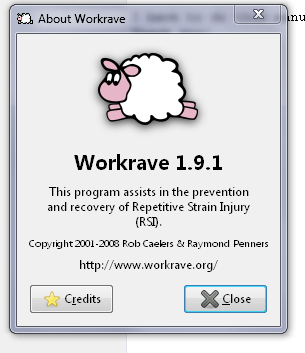 About Workrave
Workrave 1.9.1
This program assists in the prevention
and recovery of Repetitive Strain Injury
(RSI).
Copyright 2001-2008 Rob Caelers & Raymond Penners
http://www.workrave.org/
Credits
Close